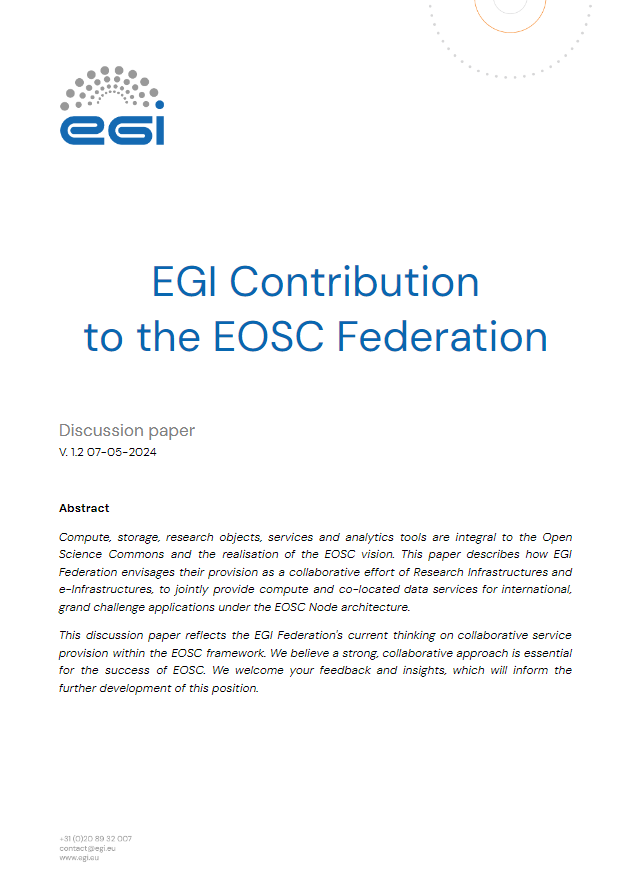 egi
EGI Contribution
to the EOSC Federation
Discussion paper
V. 1.2 07-05-2024
Abstract
Compute, storage, research objects, services and analytics tools are integral to the Open
Science Commons and the realisation of the EOSC vision. This paper describes how EGI
Federation envisages their provision as a collaborative effort of Research Infrastructures and
e-Infrastructures, to jointly provide compute and co-located data services for international,
grand challenge applications under the EOSC Node architecture.
This discussion paper reflects the EGI Federation's current thinking on collaborative service
provision within the EOSC framework. We believe a strong, collaborative approach is essential
for the success of EOSC. We welcome your feedback and insights, which will inform the
further development of this position.
+31 (0)20 89 32 007
contact@egi.eu
www.egi.eu